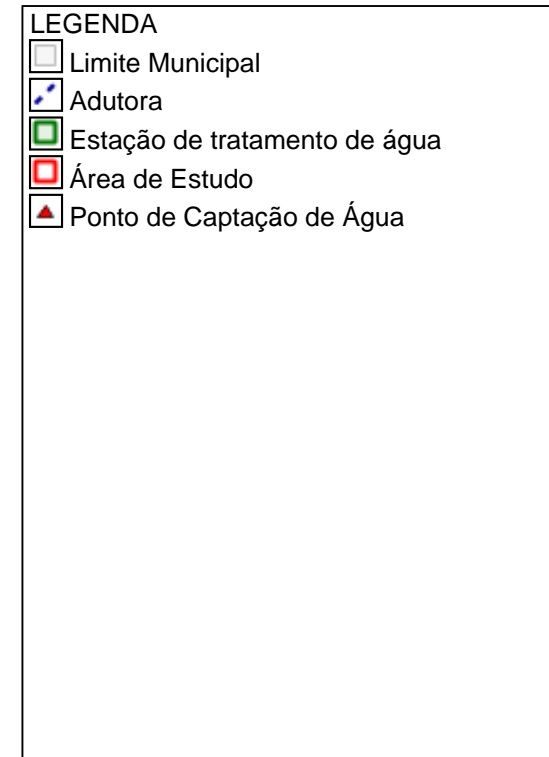 LEGENDA
Limite Municipal
Adutora
Estação de tratamento de água
Área de Estudo
Ponto de Captação de Água